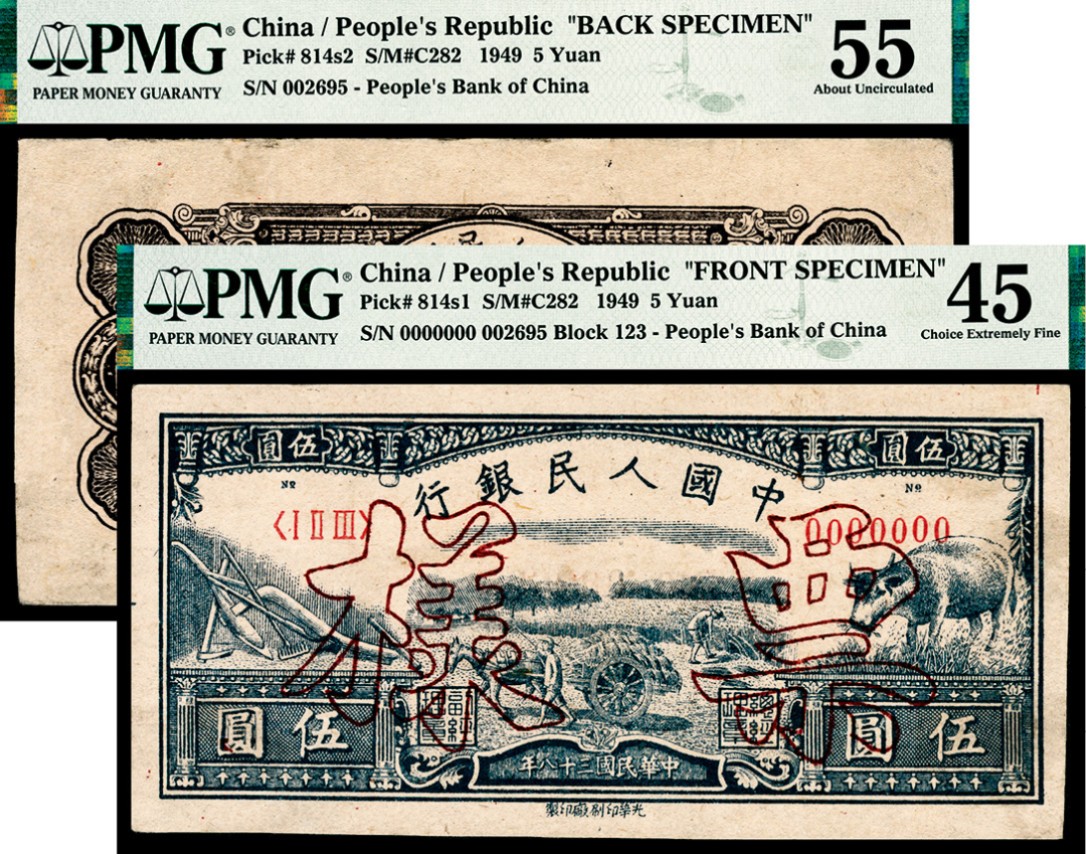 PMG®
PAPER MONEY GUARANTY
China / People's Republic "BACK SPECIMEN"
Pick# 814s2 S/M#C282 1949 5 Yuan
S/N 002695 - People's Bank of China
55
About Uncirculated
PMG®
PAPER MONEY GUARANTY
China / People's Republic "FRONT SPECIMEN"
Pick# 814s1 S/M#C282 1949 5 Yuan
S/N 0000000 002695 Block 123 - People's Bank of China
45
Choice Extremely Fine
伍圓
伍圓
中國人民銀行
Nº
Nº
<I II III>
0000000
樣票
伍圓
伍圓
中華民國三十八年
光華印刷廠印製